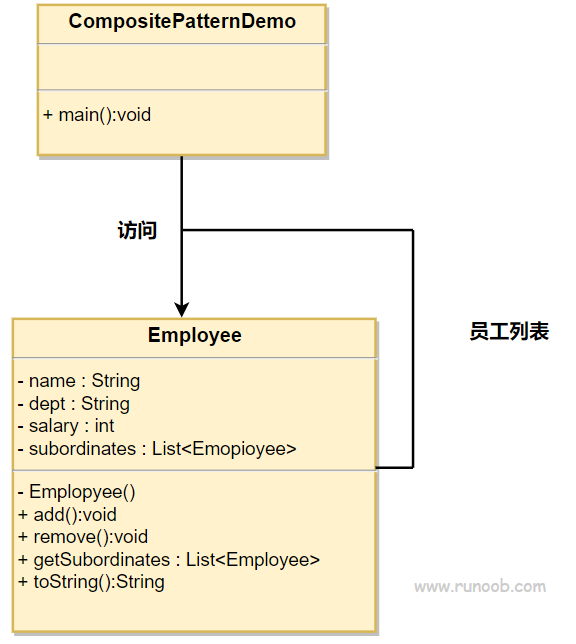 CompositePatternDemo
+ main():void
访问
员工列表
Employee
- name : String
- dept : String
- salary : int
- subordinates : List<Emopioyee>
- Emplopyee()
+ add():void
+ remove():void
+ getSubordinates : List<Employee>
+ toString():String
www.runoob.com